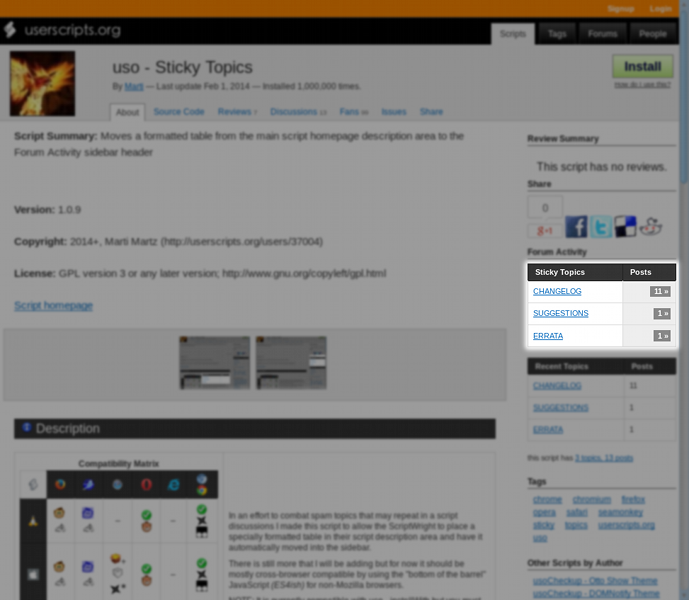 Signup Login
userscripts.org
Scripts Tags Forums People
uso - Sticky Topics
By Marti — Last update Feb 1, 2014 — Installed 1,000,000 times.
Install
How do I use this?
About Source Code Reviews 7 Discussions 13 Fans Issues Share
Script Summary: Moves a formatted table from the main script homepage description area to the
Forum Activity sidebar header
Version: 1.0.9
Copyright: 2014+, Marti Martz (http://userscripts.org/users/37004)
License: GPL version 3 or any later version; http://www.gnu.org/copyleft/gpl.html
Script homepage
Description
Compatibility Matrix
In an effort to combat spam topics that may repeat in a script
discussions I made this script to allow the ScriptWright to place a
specially formatted table in their script description area and have it
automatically moved into the sidebar.
There is still more that I will be adding but for now it should be
mostly cross-browser compatible by using the "bottom of the barrel"
JavaScript (ES4ish) for non-Mozilla browsers.
Review Summary
This script has no reviews.
Share
0
g+1
Forum Activity
Sticky Topics Posts
CHANGELOG 11 »
SUGGESTIONS 1 »
ERRATA 1 »
Recent Topics Posts
CHANGELOG 11
SUGGESTIONS 1
ERRATA 1
this script has 3 topics, 13 posts
Tags
chrome chromium firefox
opera safari seamonkey
sticky topics userscripts.org
uso
Other Scripts by Author
usoCheckup - Otto Show Theme
usoCheckup - DOMNotify Theme